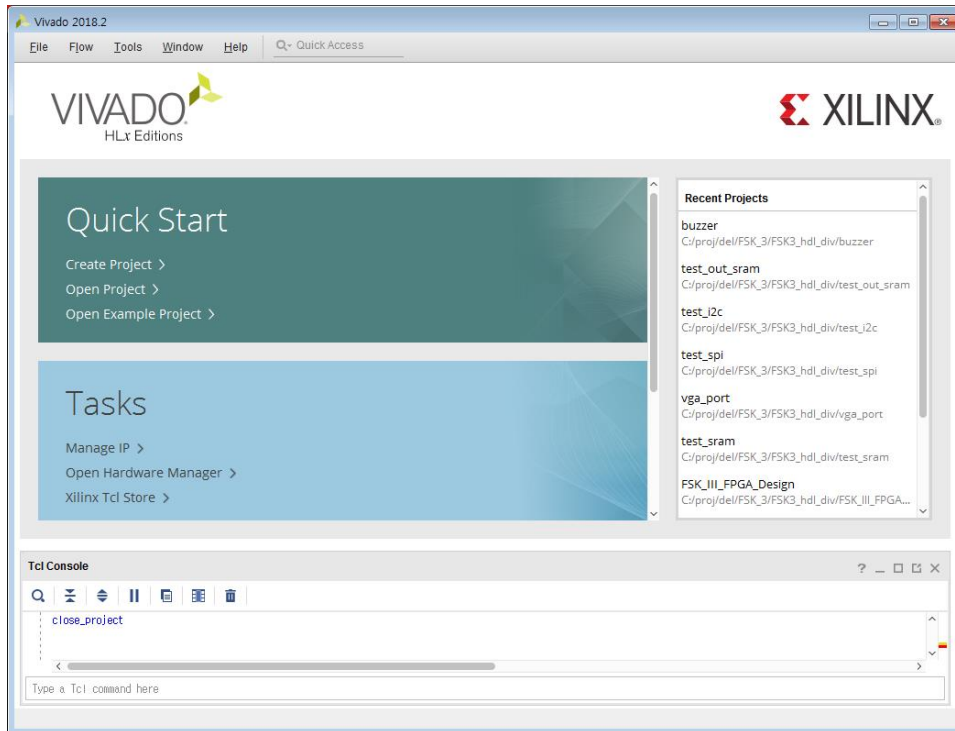 Vivado 2018.2
File Flow Tools Window Help Quick Access
VIVADO.
HLx Editions
XILINX®
Quick Start
Create Project >
Open Project >
Open Example Project >
Tasks
Manage IP >
Open Hardware Manager >
Xilinx Tcl Store >
Recent Projects
buzzer
C:/proj/del/FSK_3/FSK3_hdl_div/buzzer
test_out_sram
C:/proj/del/FSK_3/FSK3_hdl_div/test_out_sram
test_i2c
C:/proj/del/FSK_3/FSK3_hdl_div/test_i2c
test_spi
C:/proj/del/FSK_3/FSK3_hdl_div/test_spi
vga_port
C:/proj/del/FSK_3/FSK3_hdl_div/vga_port
test_sram
C:/proj/del/FSK_3/FSK3_hdl_div/test_sram
FSK_III_FPGA_Design
C:/proj/del/FSK_3/FSK3_hdl_div/FSK_III_FPGA...
Tcl Console
close_project
Type a Tcl command here